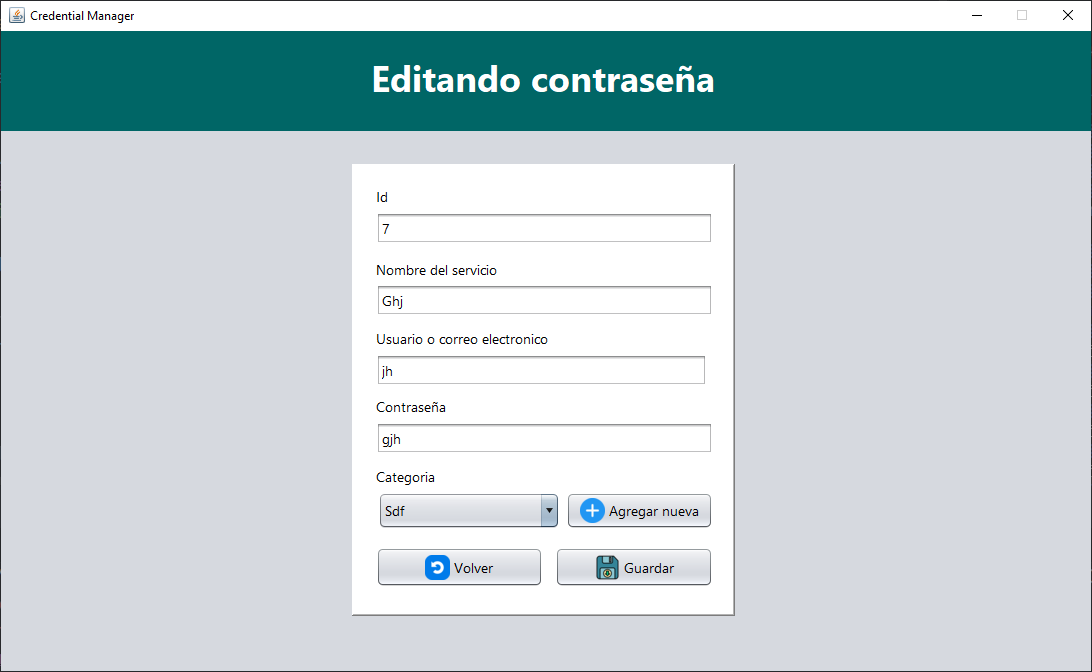 Credential Manager
Editando contraseña
Id
7
Nombre del servicio
Ghj
Usuario o correo electronico
jh
Contraseña
gjh
Categoria
Sdf
Agregar nueva
Volver
Guardar